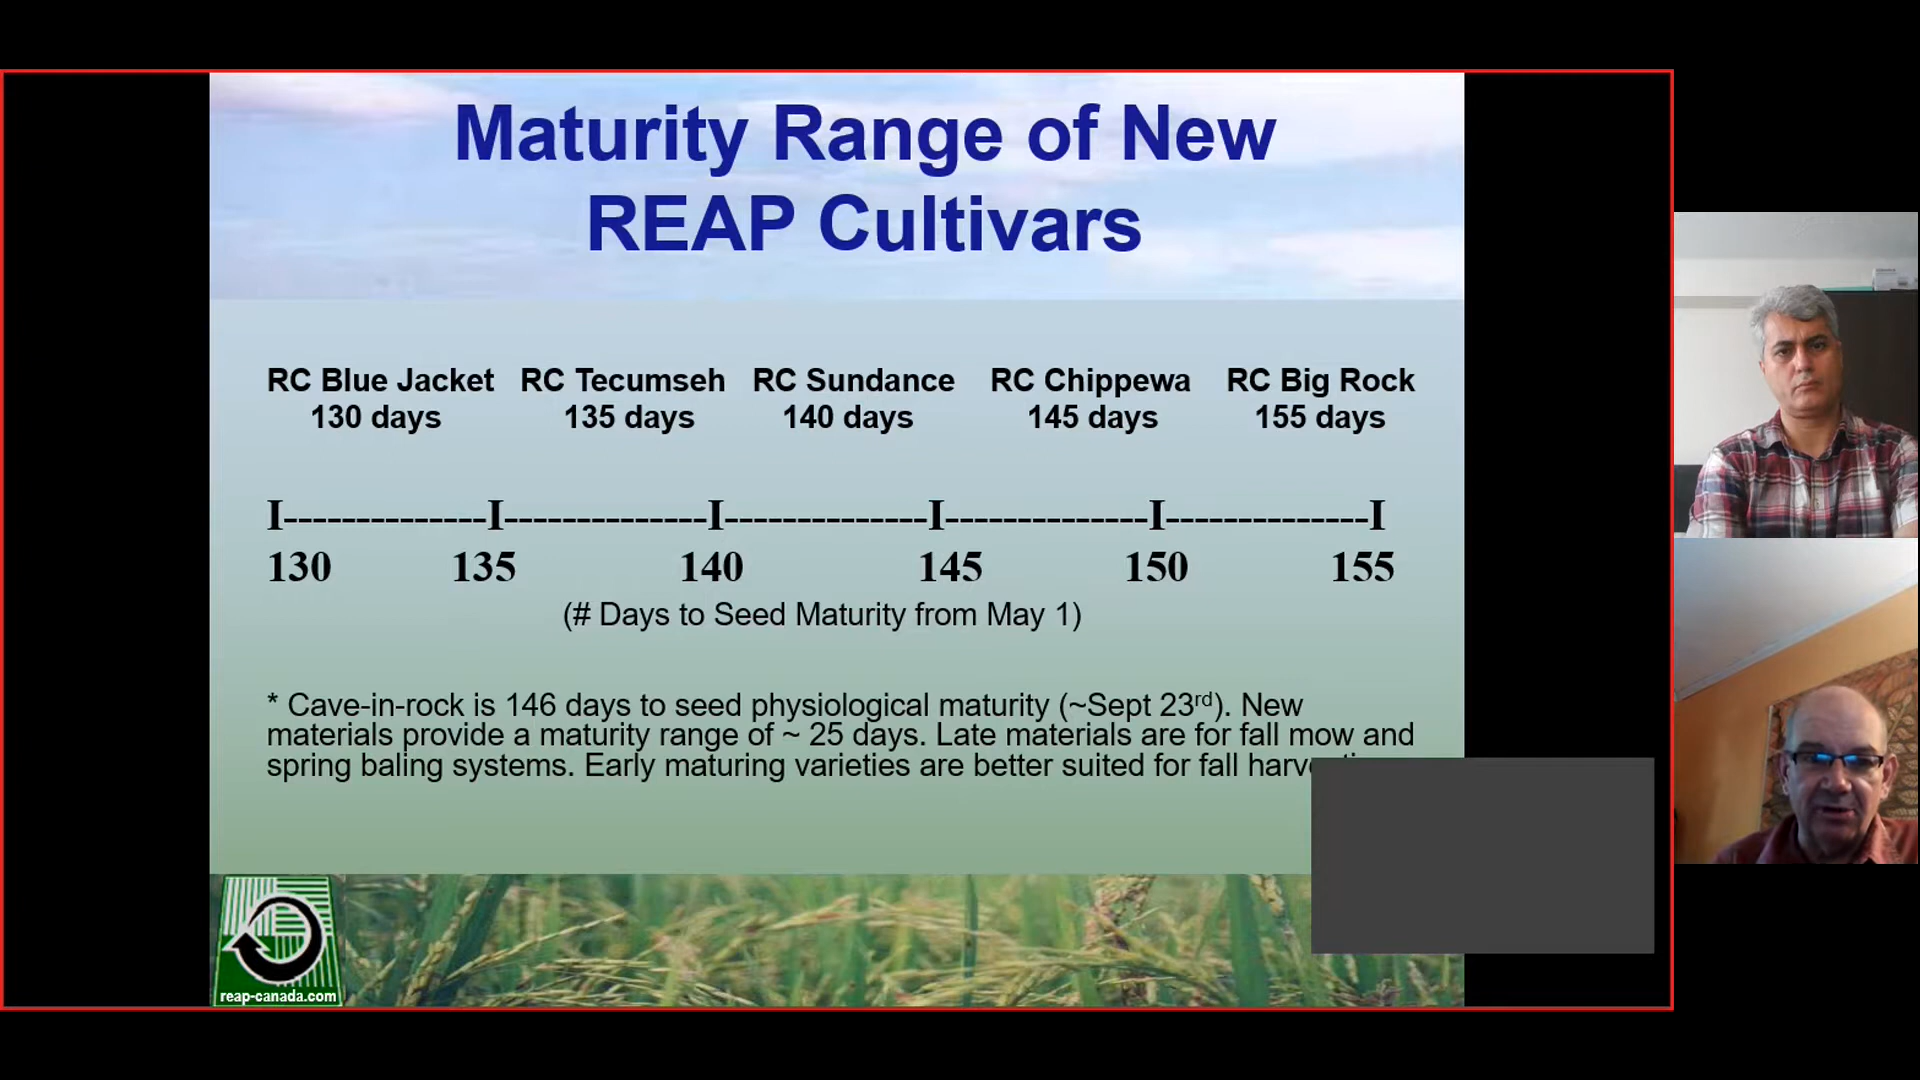 Maturity Range of New
REAP Cultivars
RC Blue Jacket RC Tecumseh RC Sundance RC Chippewa RC Big Rock
130 days 135 days 140 days 145 days 155 days
I--------------I--------------I--------------I--------------I--------------I
130 135 140 145 150 155
(# Days to Seed Maturity from May 1)
* Cave-in-rock is 146 days to seed physiological maturity (~Sept 23rd). New
materials provide a maturity range of ~ 25 days. Late materials are for fall mow and
spring baling systems. Early maturing varieties are better suited for fall
reap-canada.com